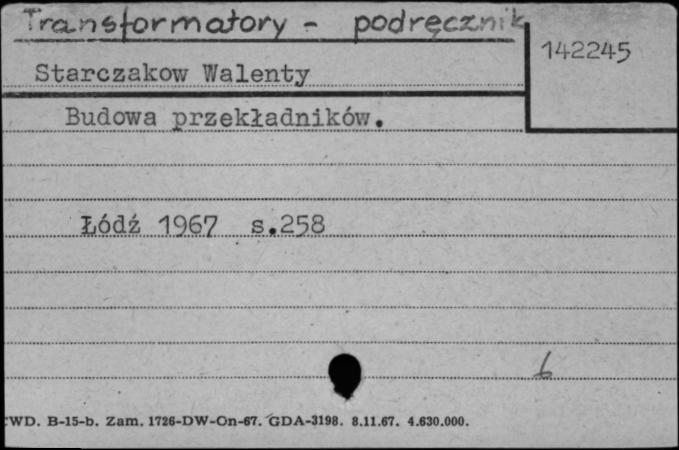 Transformatory - podręcznik
142245
Starczakow Walenty
Budowa przekładników.
Łódź 1967 s.258
6
CWD. B-15-b. Zam. 1726-DW-On-67. GDA-3198. 8.11.67. 4.630.000.